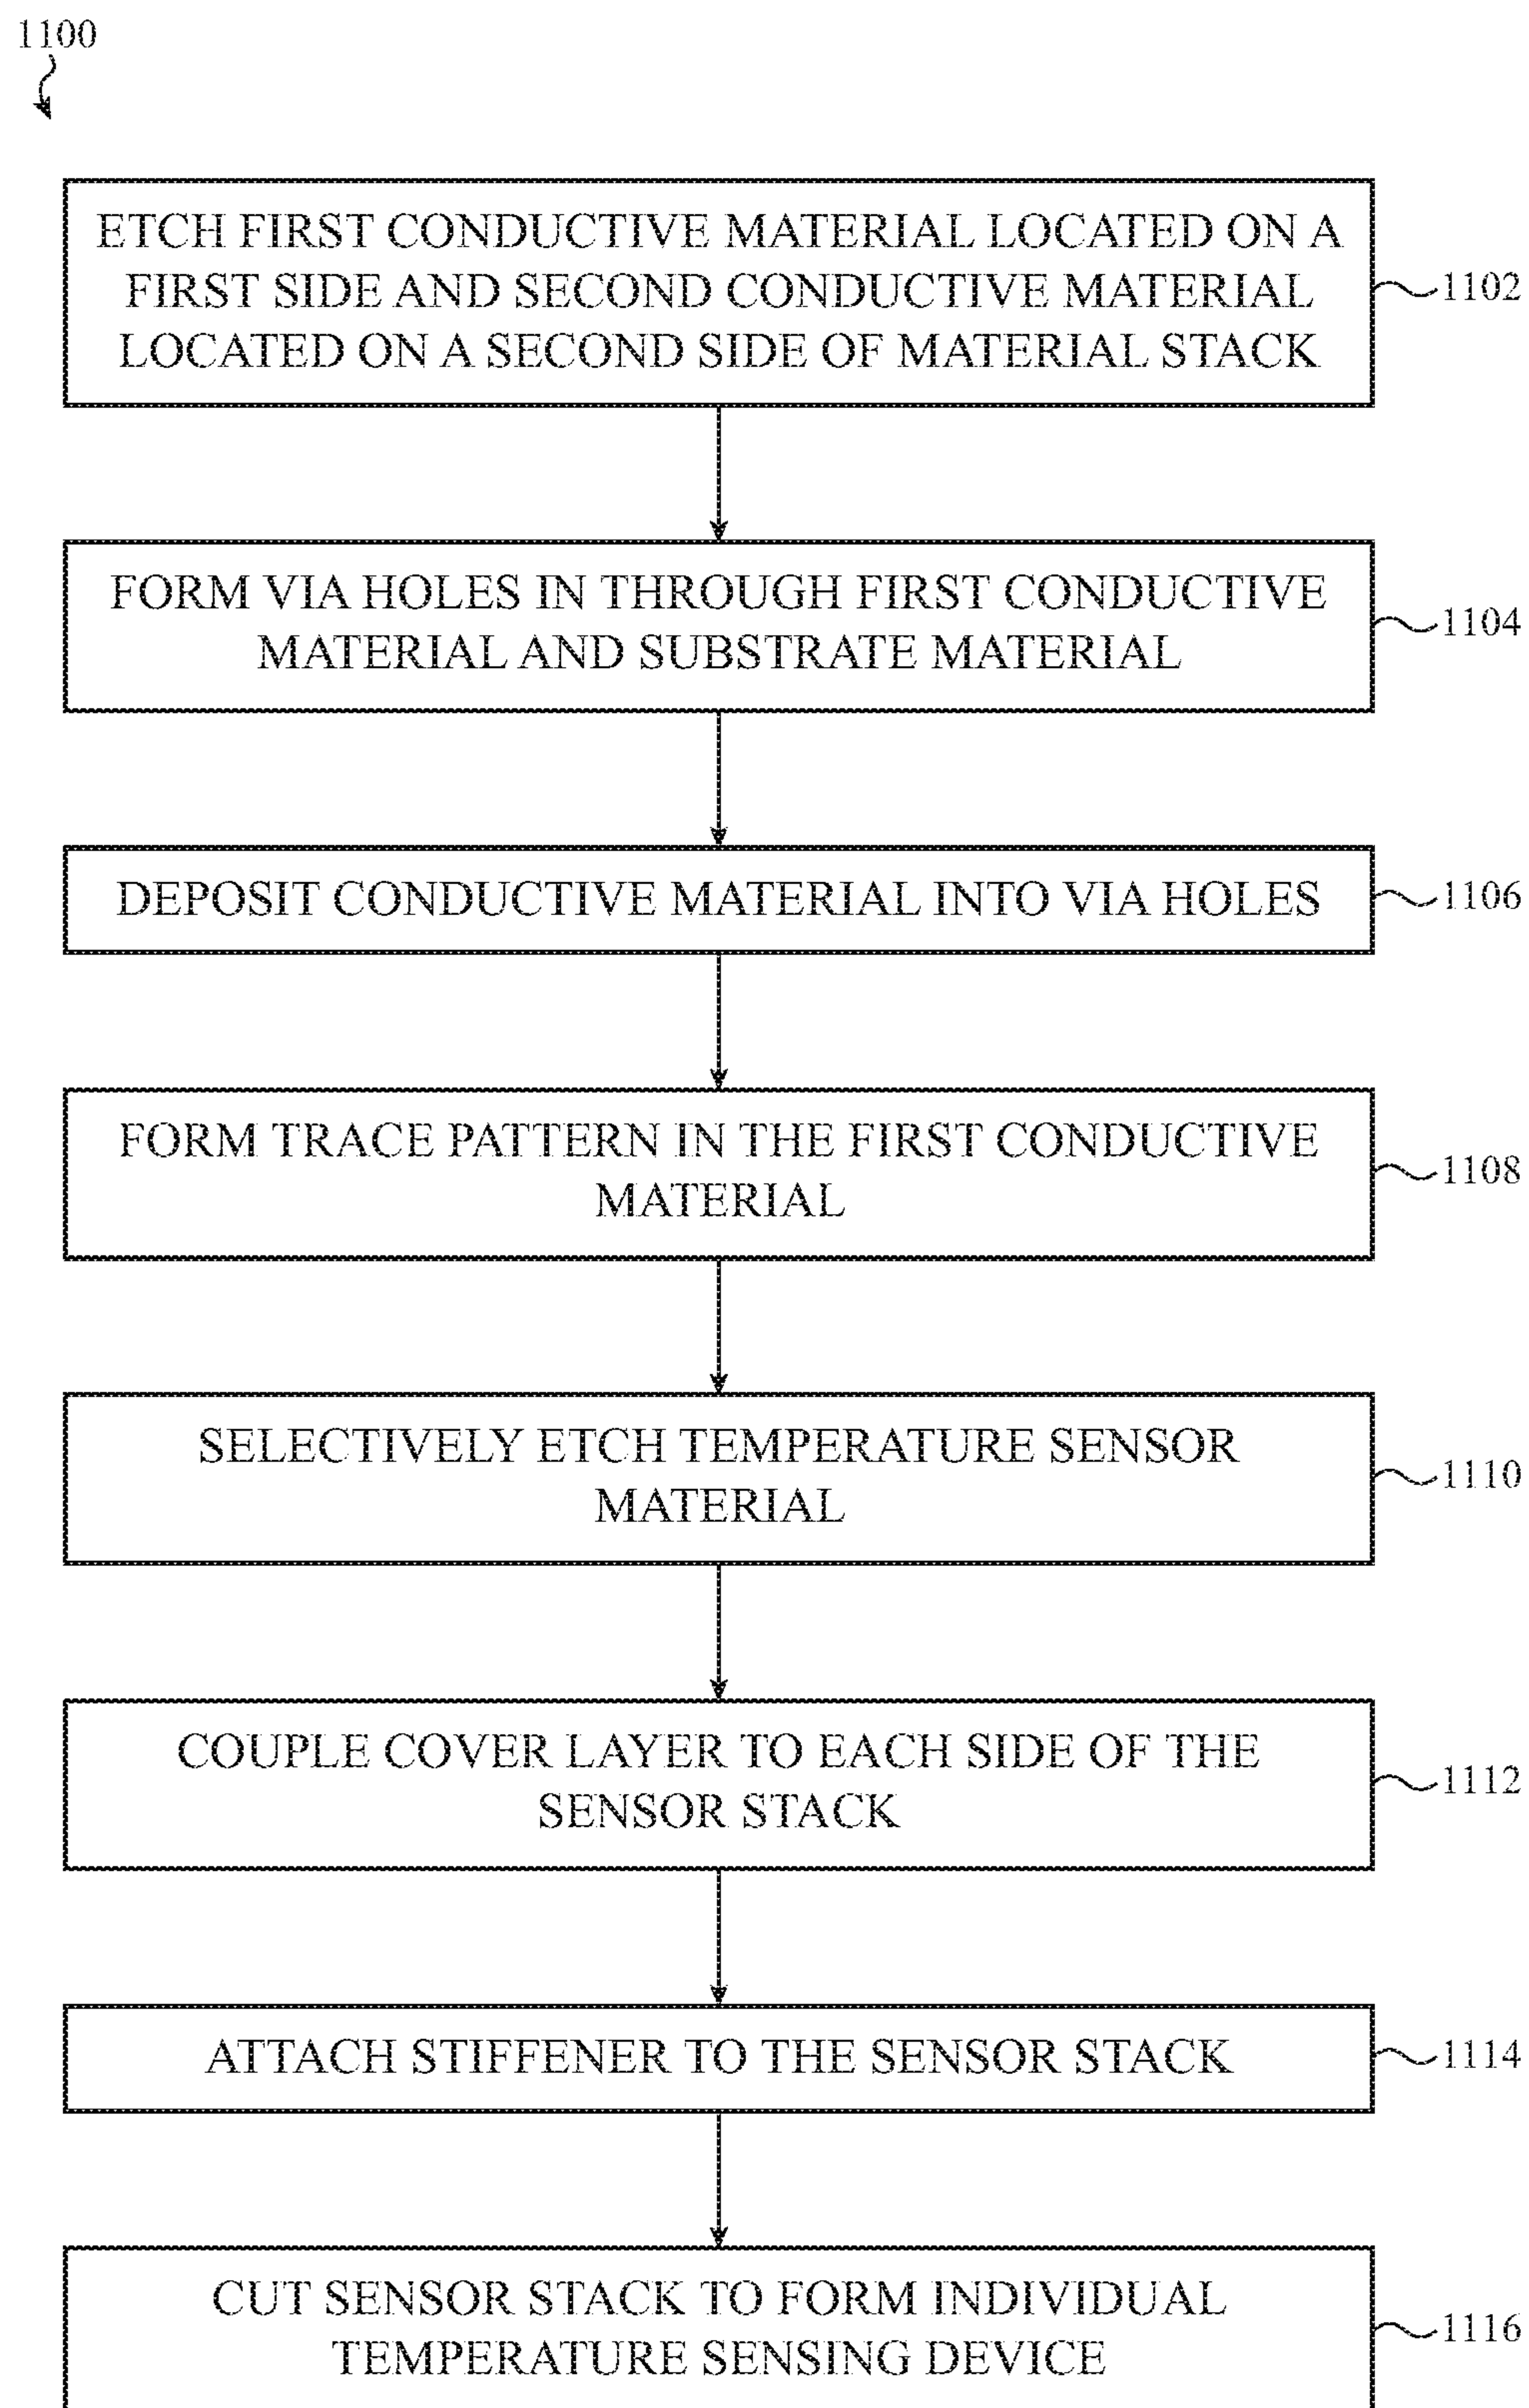 1100
ETCH FIRST CONDUCTIVE MATERIAL LOCATED ON A
FIRST SIDE AND SECOND CONDUCTIVE MATERIAL
LOCATED ON A SECOND SIDE OF MATERIAL STACK
1102
FORM VIA HOLES IN THROUGH FIRST CONDUCTIVE
MATERIAL AND SUBSTRATE MATERIAL
1104
DEPOSIT CONDUCTIVE MATERIAL INTO VIA HOLES
1106
FORM TRACE PATTERN IN THE FIRST CONDUCTIVE
MATERIAL
1108
SELECTIVELY ETCH TEMPERATURE SENSOR
MATERIAL
1110
COUPLE COVER LAYER TO EACH SIDE OF THE
SENSOR STACK
1112
ATTACH STIFFENER TO THE SENSOR STACK
1114
CUT SENSOR STACK TO FORM INDIVIDUAL
TEMPERATURE SENSING DEVICE
1116